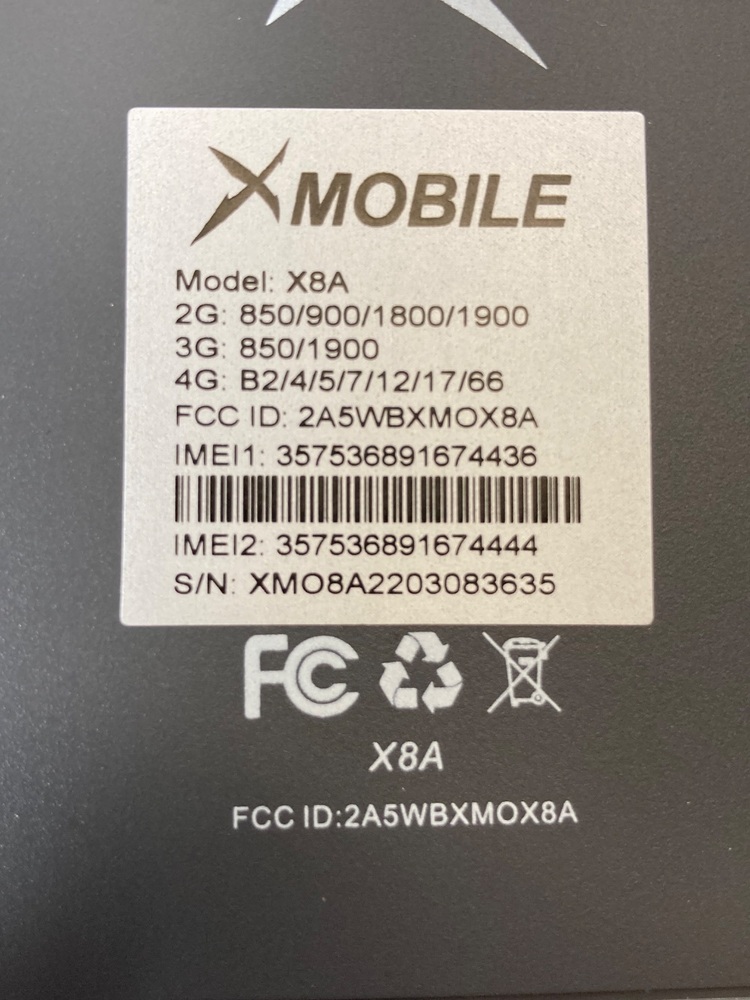 XMOBILE
Model: X8A
2G: 850/900/1800/1900
3G: 850/1900
4G: B2/4/5/7/12/17/66
FCC ID: 2A5WBXMOX8A
IMEI1: 357536891674436
IMEI2: 357536891674444
S/N: XMO8A2203083635
FC
X8A
FCC ID:2A5WBXMOX8A